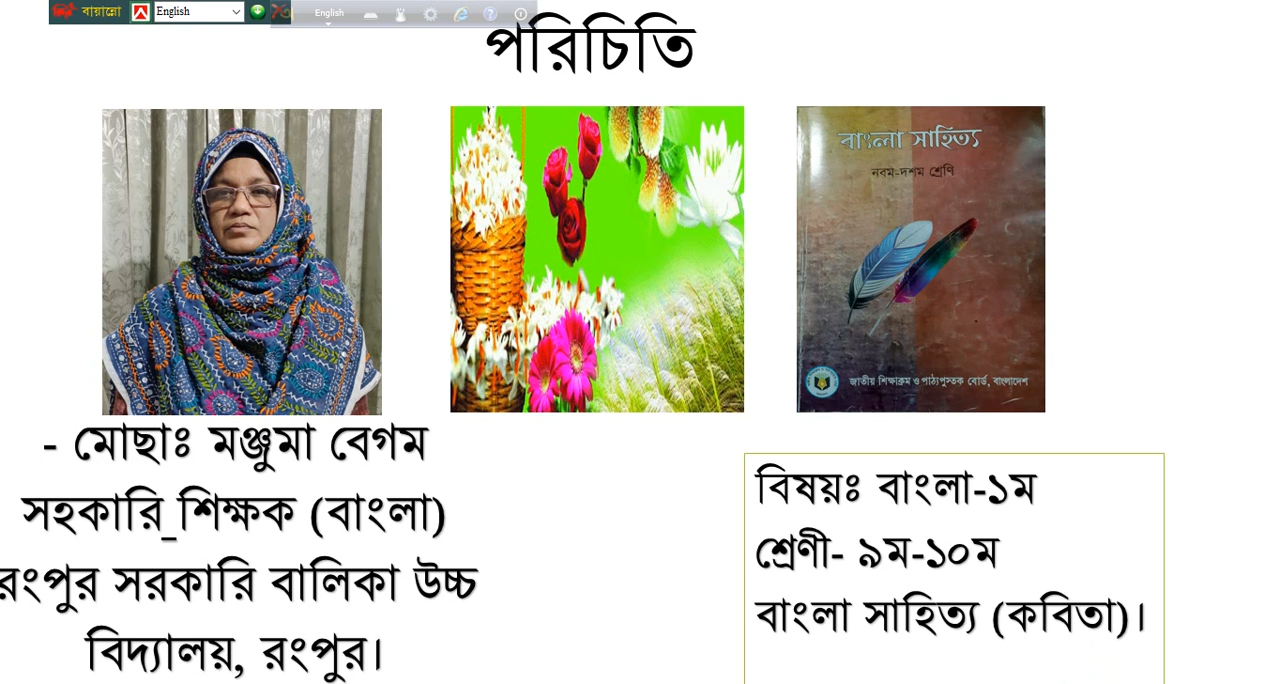 বায়ান্নো English English
পরিচিতি
বাংলা সাহিত্য
নবম-দশম শ্রেণি
জাতীয় শিক্ষাক্রম ও পাঠ্যপুস্তক বোর্ড, বাংলাদেশ
- মোছাঃ মঞ্জুমা বেগম
সহকারি_শিক্ষক (বাংলা)
রংপুর সরকারি বালিকা উচ্চ
বিদ্যালয়, রংপুর।
বিষয়ঃ বাংলা-১ম
শ্রেণী- ৯ম-১০ম
বাংলা সাহিত্য (কবিতা)।